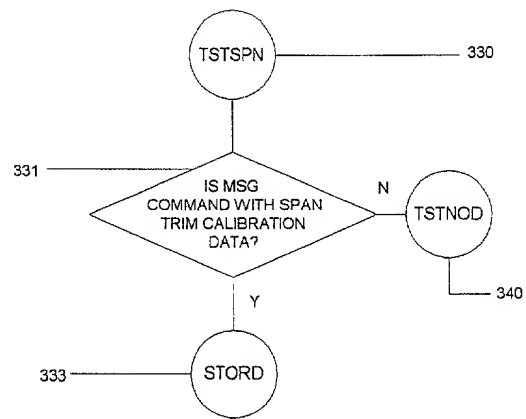 TSTSPN
330
331
IS MSG
COMMAND WITH SPAN
TRIM CALIBRATION
DATA?
N
TSTNOD
340
Y
333
STORD